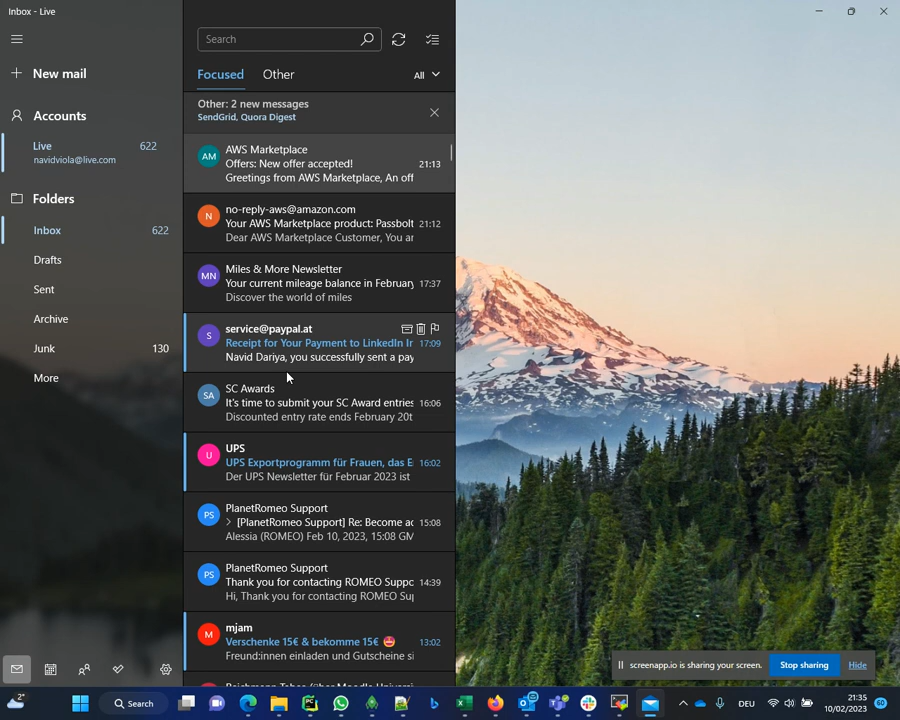 Inbox - Live
Search
New mail
Focused
Other
All
Other: 2 new messages
SendGrid, Quora Digest
Accounts
Live
622
navidviola@live.com
Folders
Inbox
622
Drafts
Sent
Archive
Junk
130
More
AM
AWS Marketplace
Offers: New offer accepted!
21:13
Greetings from AWS Marketplace, An off
N
no-reply-aws@amazon.com
Your AWS Marketplace product: Passbolt
21:12
Dear AWS Marketplace Customer, You ar
MN
Miles & More Newsletter
Your current mileage balance in February
17:37
Discover the world of miles
S
service@paypal.at
Receipt for Your Payment to LinkedIn Ir
17:09
Navid Dariya, you successfully sent a pay
SA
SC Awards
It's time to submit your SC Award entries
16:06
Discounted entry rate ends February 20t
U
UPS
UPS Exportprogramm für Frauen, das E
16:02
Der UPS Newsletter für Februar 2023 ist
PS
PlanetRomeo Support
[PlanetRomeo Support] Re: Become ac
15:08
Alessia (ROMEO) Feb 10, 2023, 15:08 GM
PS
PlanetRomeo Support
Thank you for contacting ROMEO Suppc
14:39
Hi, Thank you for contacting ROMEO Sup
M
mjam
Verschenke 15€ & bekomme 15€
13:02
Freund:innen einladen und Gutscheine si
screenapp.io is sharing your screen.
Stop sharing
Hide
2°
Search
DEU
21:35
10/02/2023
60